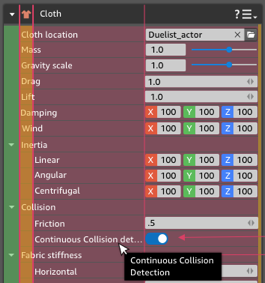 Cloth ?
Cloth location Duelist_actor
Mass 1.0
Gravity scale 1.0
Drag 1.0
Lift 1.0
Damping X 100 Y 100 Z 100
Wind X 100 Y 100 Z 100
Inertia
Linear X 100 Y 100 Z 100
Angular X 100 Y 100 Z 100
Centrifugal X 100 Y 100 Z 100
Collision
Friction .5
Continuous Collision det...
Continuous Collision
Detection
Fabric stiffness
Horizontal